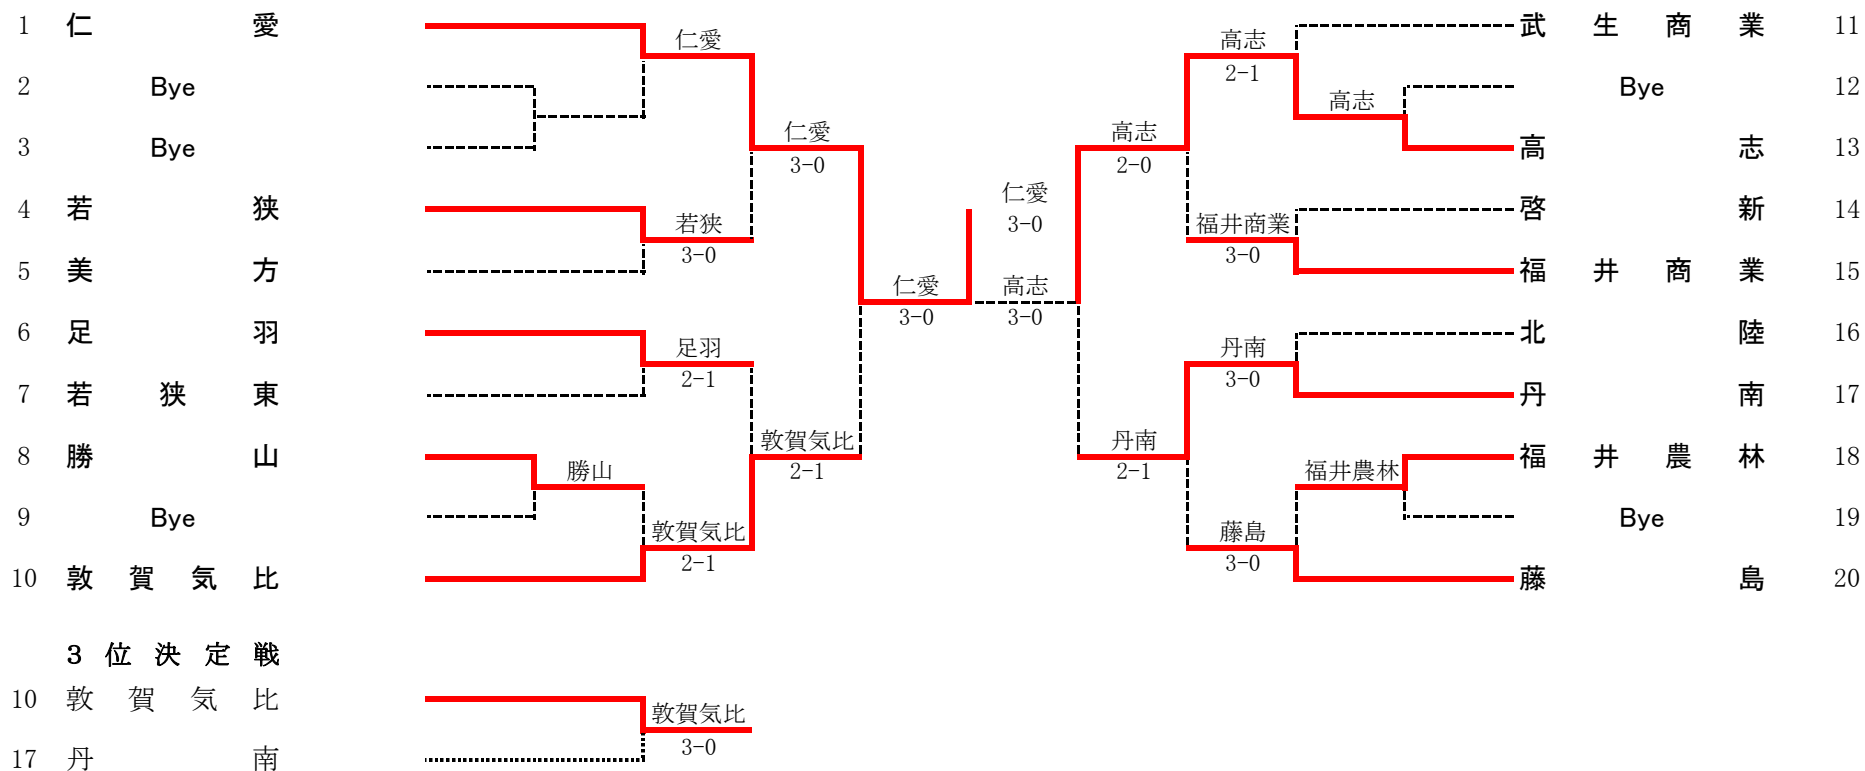 1 仁愛 仁愛 高志 武生商業 11
2-1
2 Bye 高志 Bye 12
仁愛 高志
3 Bye 3-0 2-0 高志 13
4 若狭 若狭 仁愛 福井商業 啓新 14
3-0 3-0 3-0
5 美方 仁愛 高志 福井商業 15
3-0 3-0
6 足羽 足羽 丹南 北陸 16
2-1 3-0
7 若狭東 丹南 17
敦賀気比 丹南
8 勝山 勝山 2-1 2-1 福井農林 福井農林 18
9 Bye 敦賀気比 藤島 Bye 19
2-1 3-0
10 敦賀気比 藤島 20
3位決定戦
10 敦賀気比 敦賀気比
3-0
17 丹南